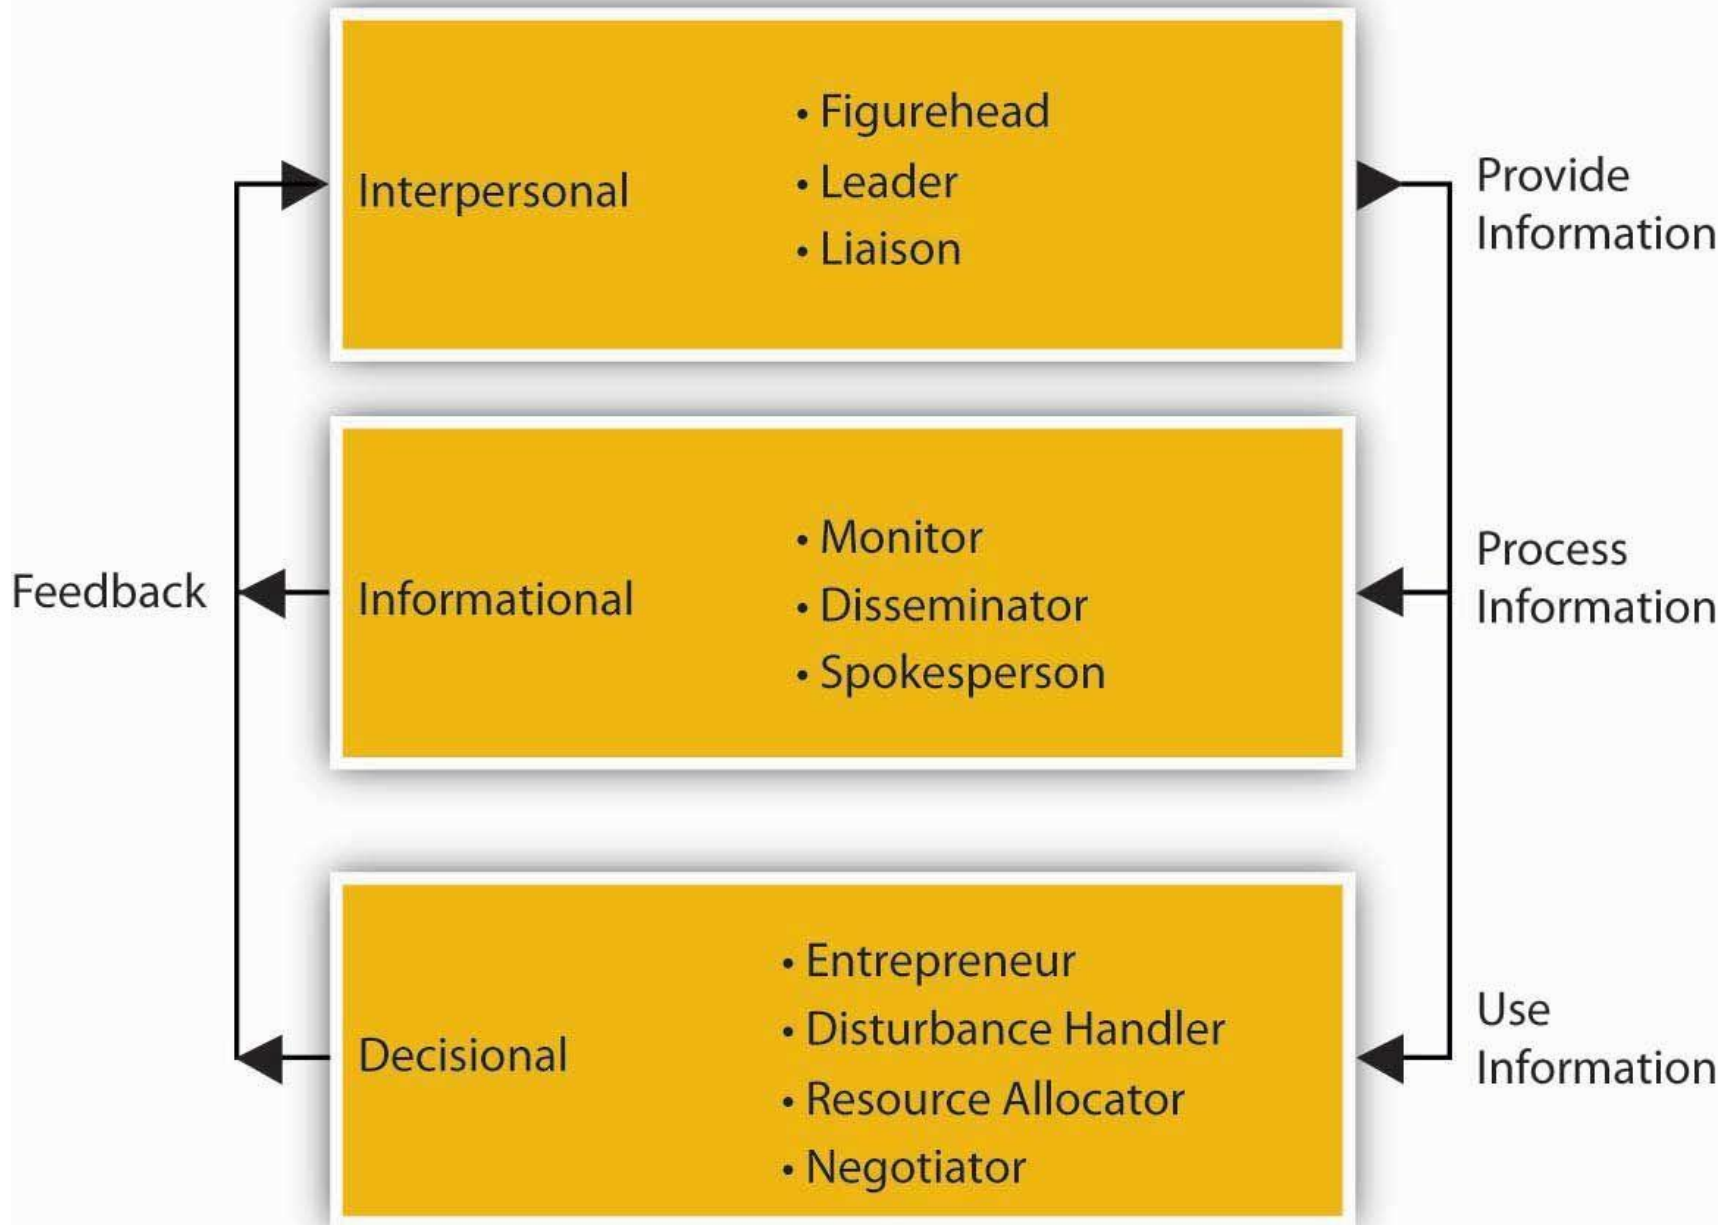 Interpersonal
• Figurehead
• Leader
• Liaison
Provide
Information
Feedback
Informational
• Monitor
• Disseminator
• Spokesperson
Process
Information
Decisional
• Entrepreneur
• Disturbance Handler
• Resource Allocator
• Negotiator
Use
Information